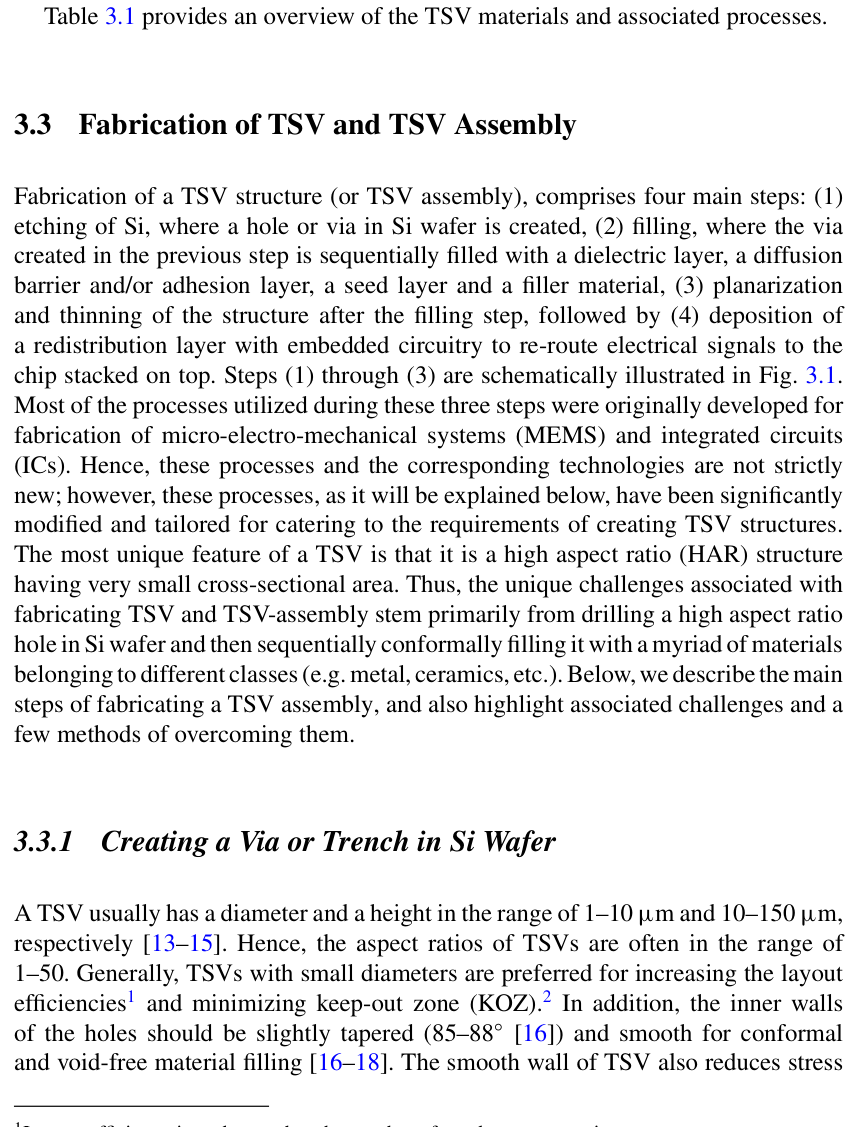 Table 3.1 provides an overview of the TSV materials and associated processes.
3.3 Fabrication of TSV and TSV Assembly
Fabrication of a TSV structure (or TSV assembly), comprises four main steps: (1)
etching of Si, where a hole or via in Si wafer is created, (2) filling, where the via
created in the previous step is sequentially filled with a dielectric layer, a diffusion
barrier and/or adhesion layer, a seed layer and a filler material, (3) planarization
and thinning of the structure after the filling step, followed by (4) deposition of
a redistribution layer with embedded circuitry to re-route electrical signals to the
chip stacked on top. Steps (1) through (3) are schematically illustrated in Fig. 3.1.
Most of the processes utilized during these three steps were originally developed for
fabrication of micro-electro-mechanical systems (MEMS) and integrated circuits
(ICs). Hence, these processes and the corresponding technologies are not strictly
new; however, these processes, as it will be explained below, have been significantly
modified and tailored for catering to the requirements of creating TSV structures.
The most unique feature of a TSV is that it is a high aspect ratio (HAR) structure
having very small cross-sectional area. Thus, the unique challenges associated with
fabricating TSV and TSV-assembly stem primarily from drilling a high aspect ratio
hole in Si wafer and then sequentially conformally filling it with a myriad of materials
belonging to different classes (e.g. metal, ceramics, etc.). Below, we describe the main
steps of fabricating a TSV assembly, and also highlight associated challenges and a
few methods of overcoming them.
3.3.1 Creating a Via or Trench in Si Wafer
A TSV usually has a diameter and a height in the range of 1–10 μm and 10–150 μm,
respectively [13–15]. Hence, the aspect ratios of TSVs are often in the range of
1–50. Generally, TSVs with small diameters are preferred for increasing the layout
efficiencies1 and minimizing keep-out zone (KOZ).2 In addition, the inner walls
of the holes should be slightly tapered (85–88° [16]) and smooth for conformal
and void-free material filling [16–18]. The smooth wall of TSV also reduces stress